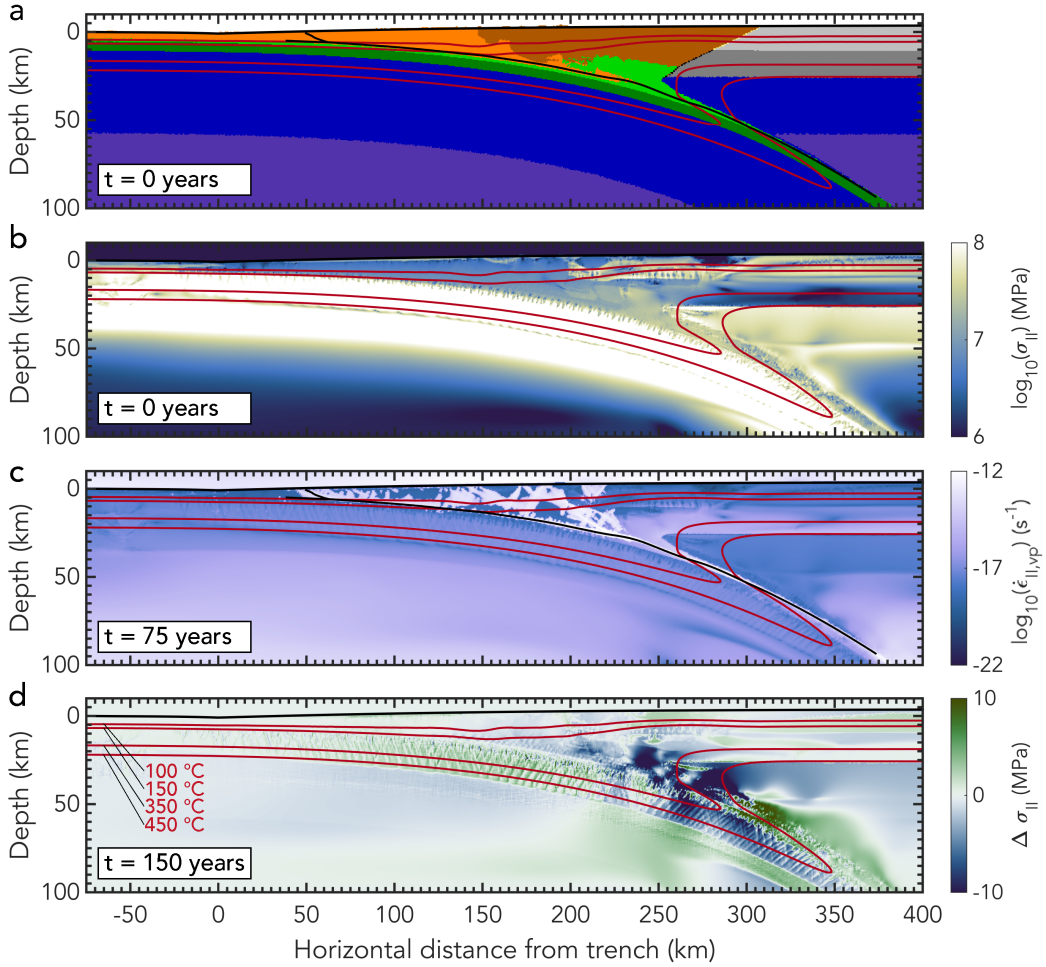 a
0
50
100
Depth (km)
t = 0 years
b
0
50
100
Depth (km)
t = 0 years
8
7
6
log10(σII) (MPa)
c
0
50
100
Depth (km)
t = 75 years
-12
-17
-22
log10(ε̇II,vp) (s-1)
d
0
50
100
Depth (km)
100 °C
150 °C
350 °C
450 °C
t = 150 years
10
0
-10
Δ σII (MPa)
-50 0 50 100 150 200 250 300 350 400
Horizontal distance from trench (km)